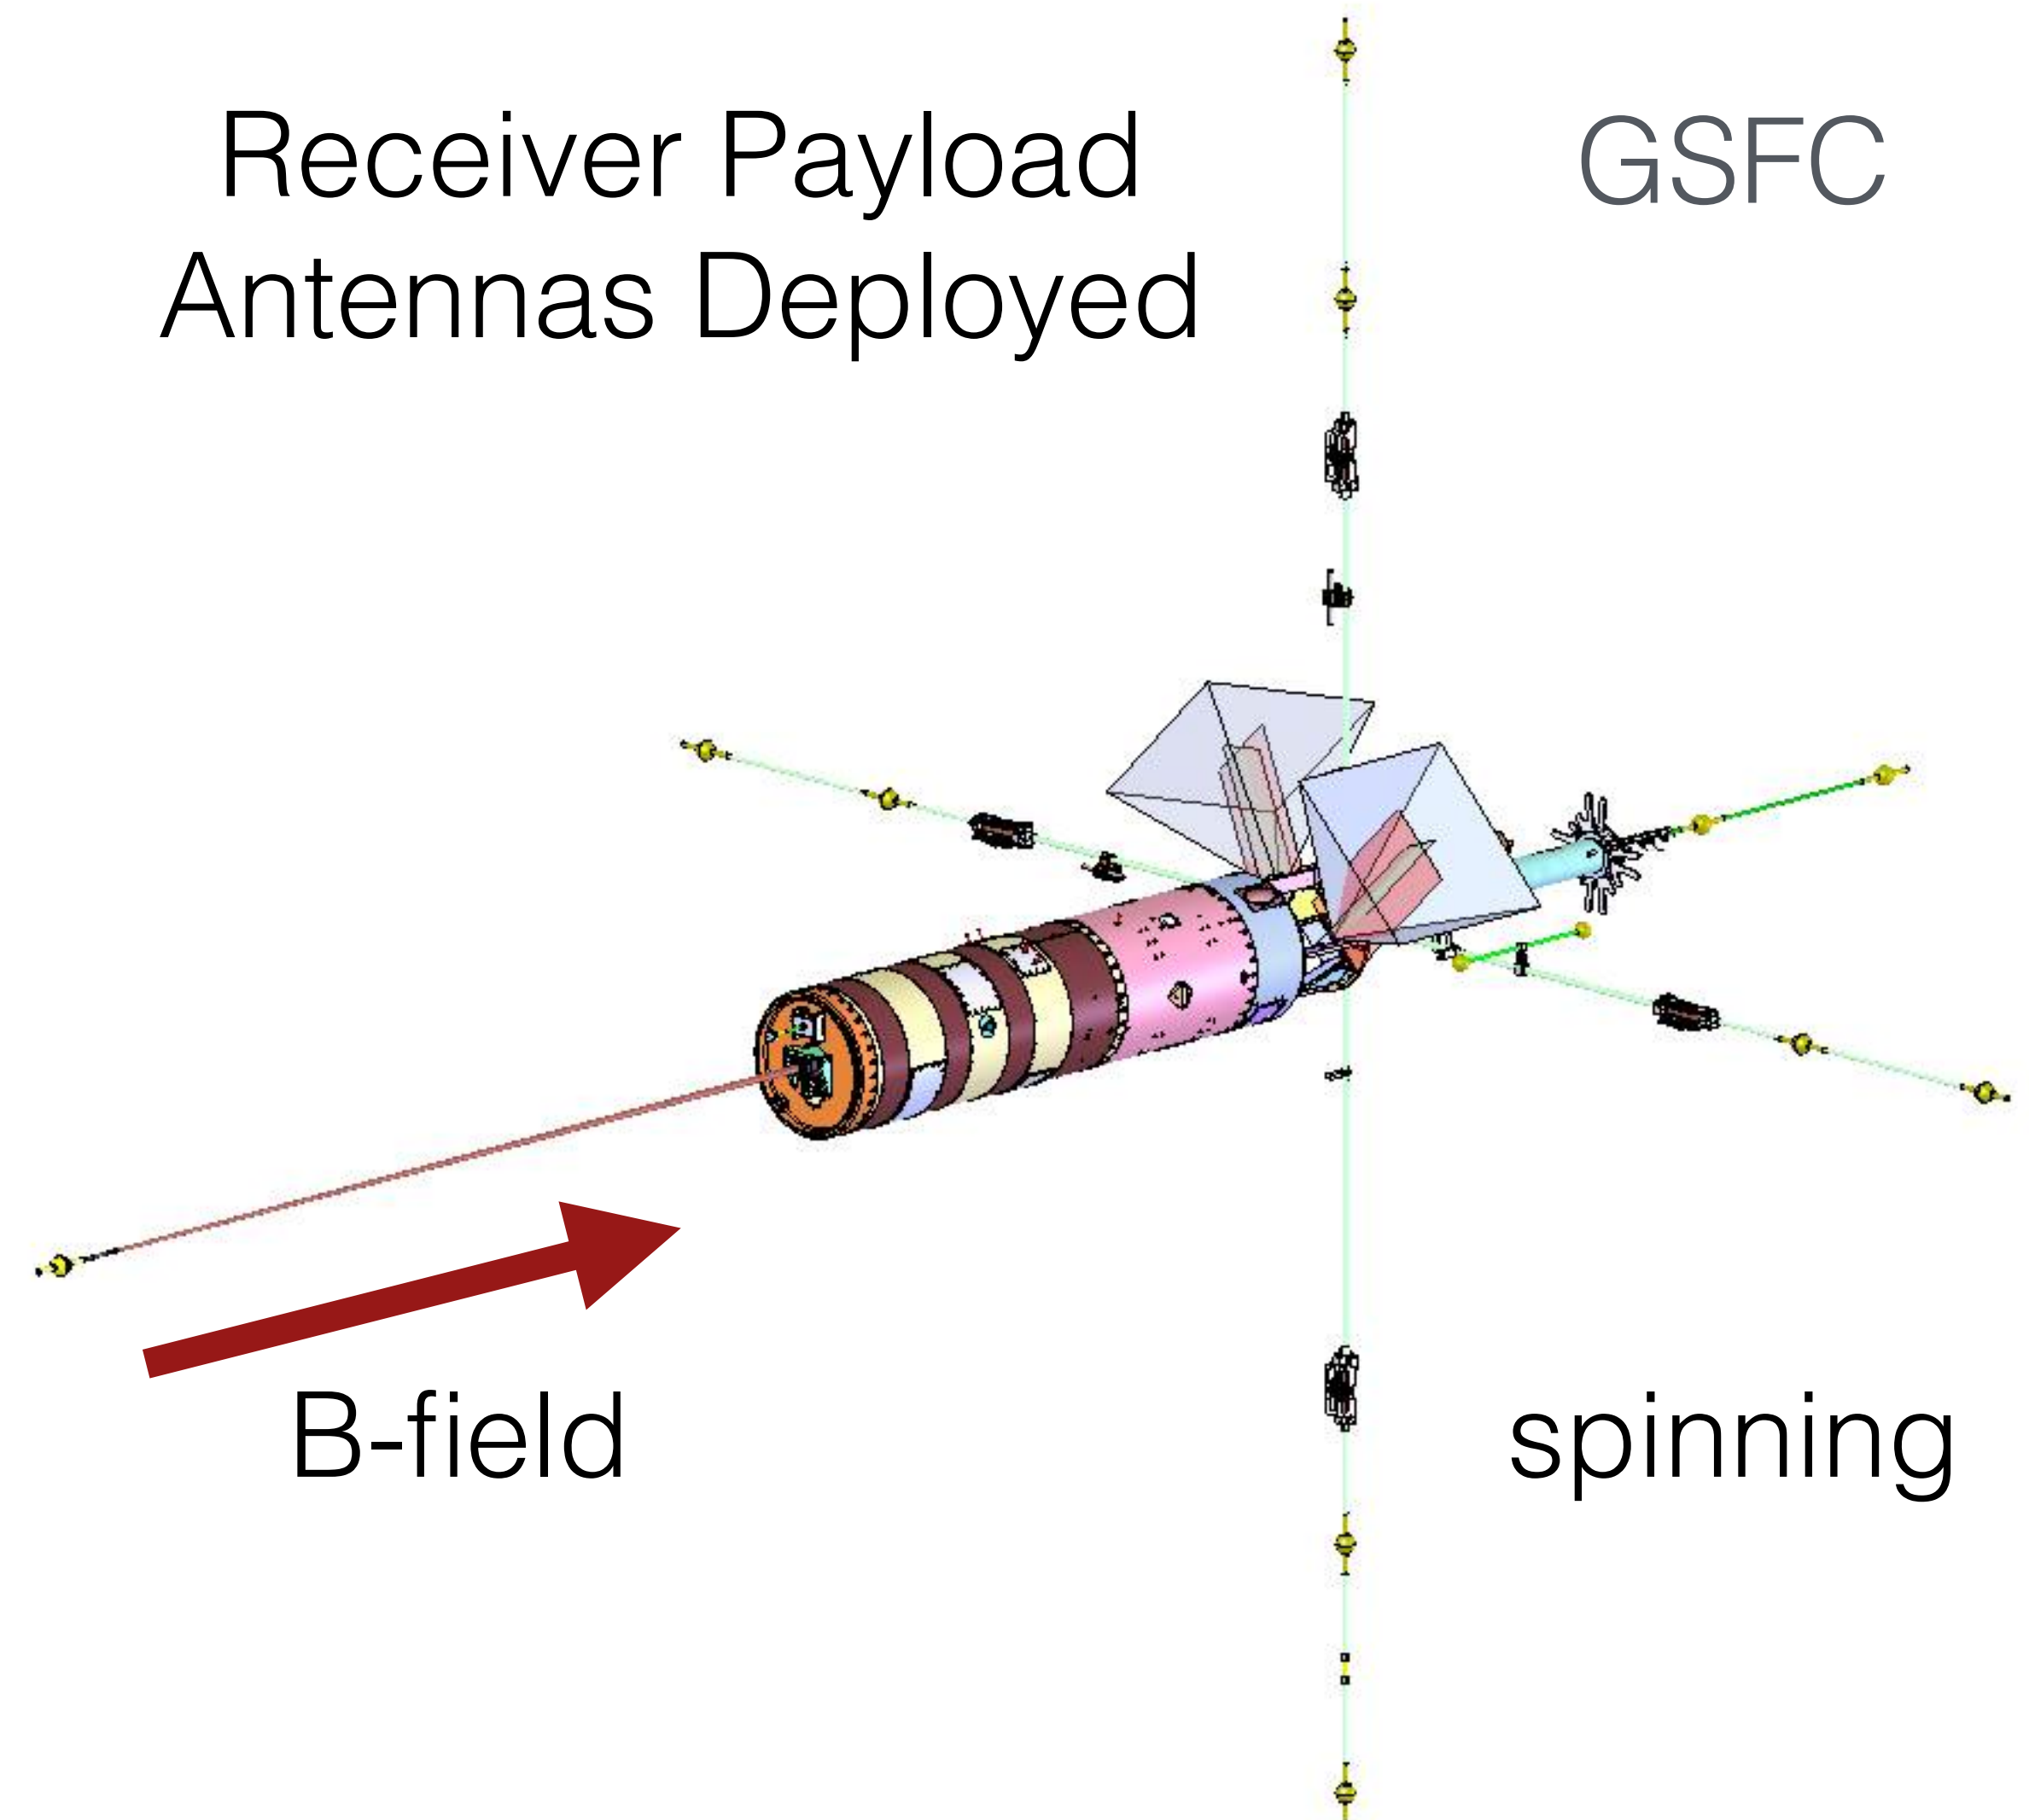 Receiver Payload
Antennas Deployed
GSFC
B-field
spinning